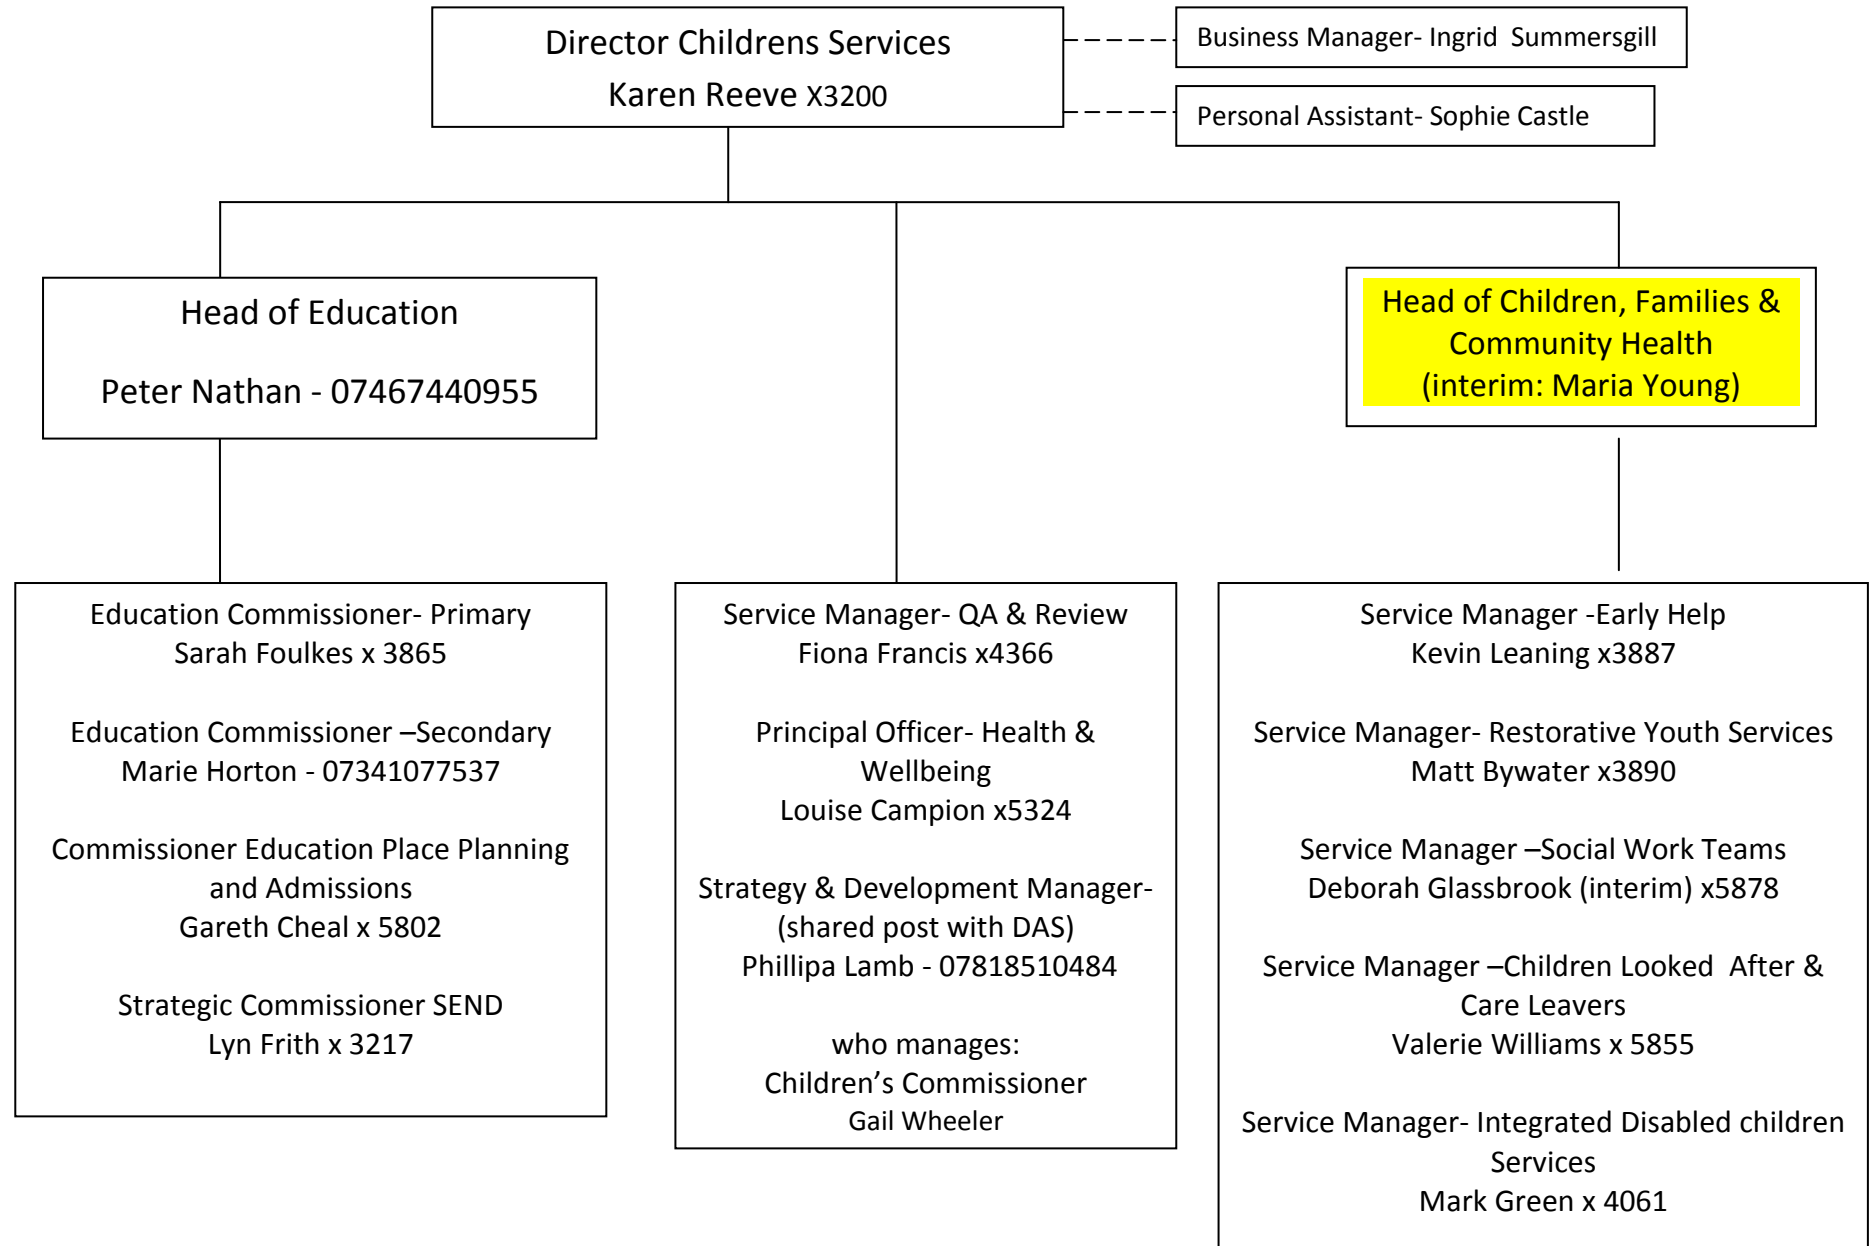 Director Childrens Services
Karen Reeve X3200
Business Manager- Ingrid Summersgill
Personal Assistant- Sophie Castle
Head of Education
Peter Nathan - 07467440955
Head of Children, Families &
Community Health
(interim: Maria Young)
Education Commissioner- Primary
Sarah Foulkes x 3865
Education Commissioner –Secondary
Marie Horton - 07341077537
Commissioner Education Place Planning
and Admissions
Gareth Cheal x 5802
Strategic Commissioner SEND
Lyn Frith x 3217
Service Manager- QA & Review
Fiona Francis x4366
Principal Officer- Health &
Wellbeing
Louise Campion x5324
Strategy & Development Manager-
(shared post with DAS)
Phillipa Lamb - 07818510484
who manages:
Children’s Commissioner
Gail Wheeler
Service Manager -Early Help
Kevin Leaning x3887
Service Manager- Restorative Youth Services
Matt Bywater x3890
Service Manager –Social Work Teams
Deborah Glassbrook (interim) x5878
Service Manager –Children Looked After &
Care Leavers
Valerie Williams x 5855
Service Manager- Integrated Disabled children
Services
Mark Green x 4061